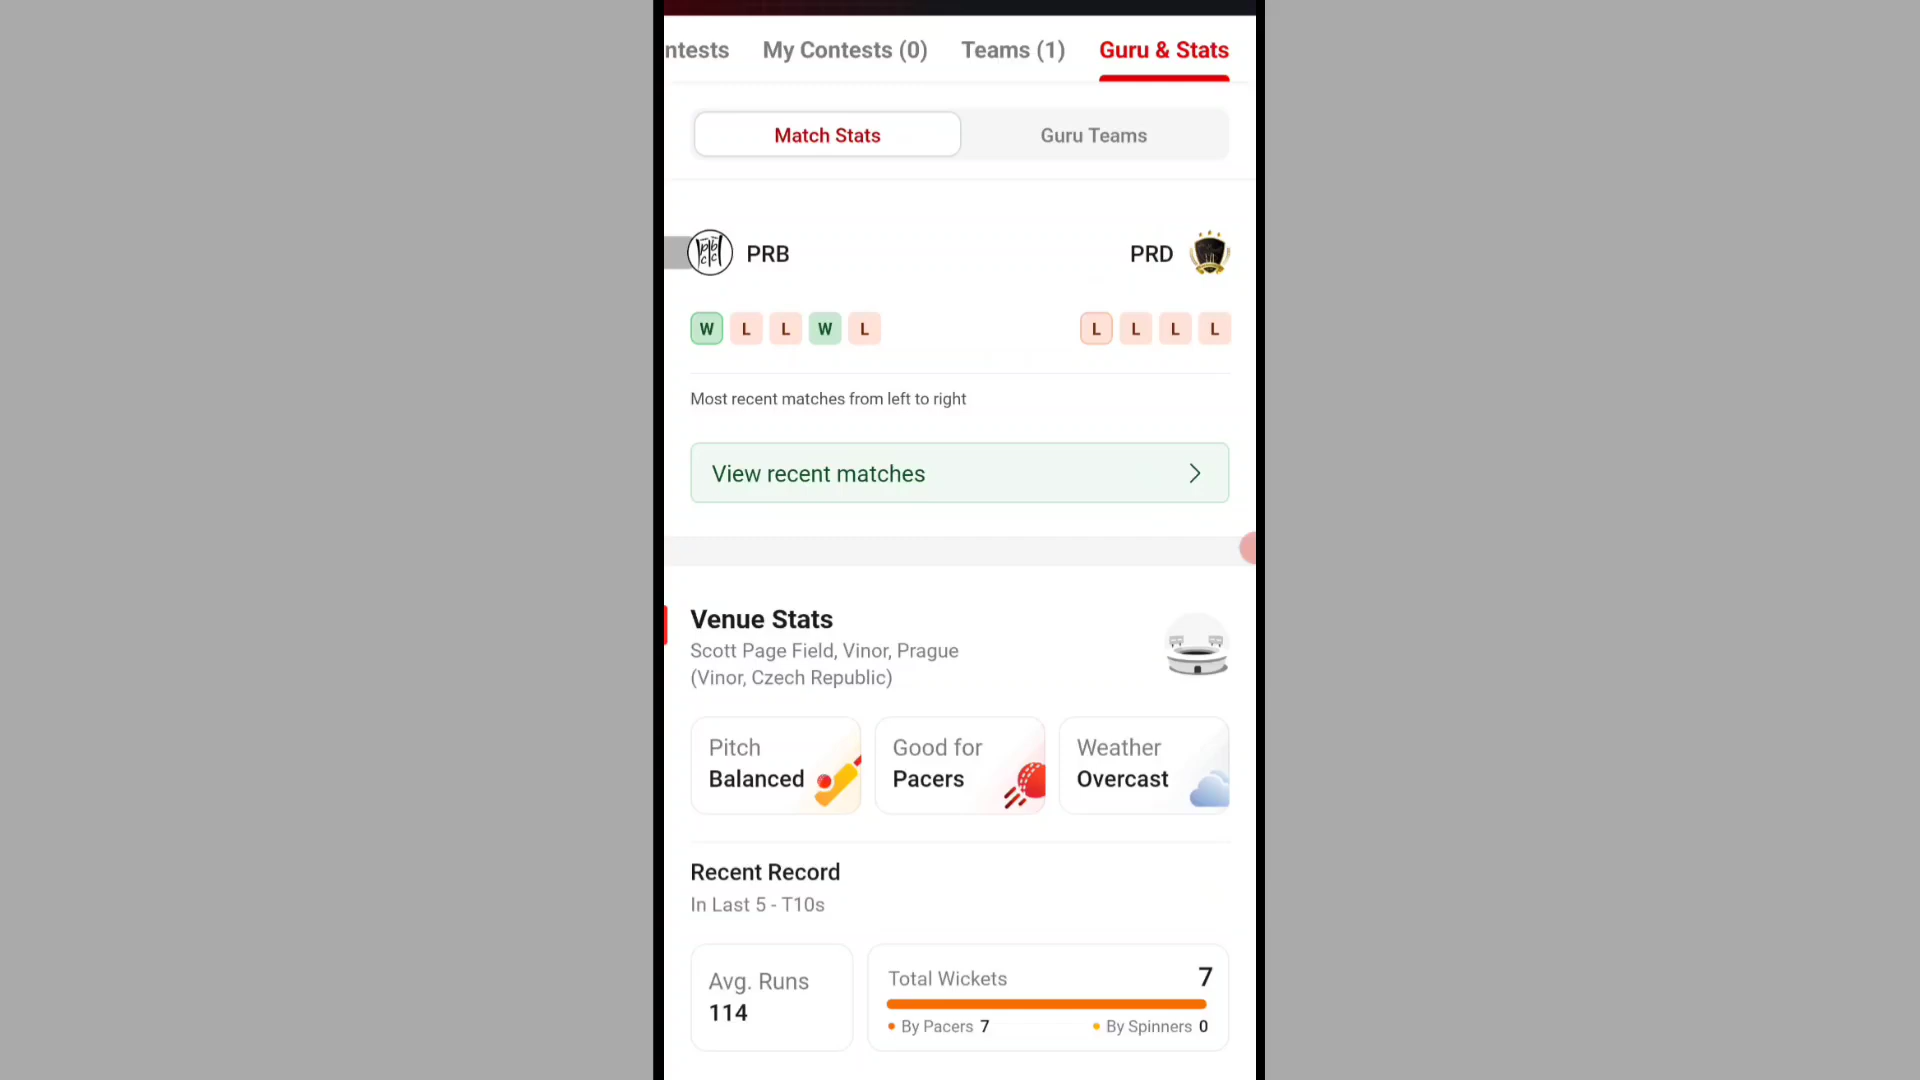 ntests My Contests (0) Teams (1) Guru & Stats
Match Stats Guru Teams
PRB PRD
W L L W L L L L L
Most recent matches from left to right
View recent matches
Venue Stats
Scott Page Field, Vinor, Prague
(Vinor, Czech Republic)
Pitch Good for Weather
Balanced Pacers Overcast
Recent Record
In Last 5 - T10s
Avg. Runs Total Wickets 7
114
By Pacers 7 By Spinners 0